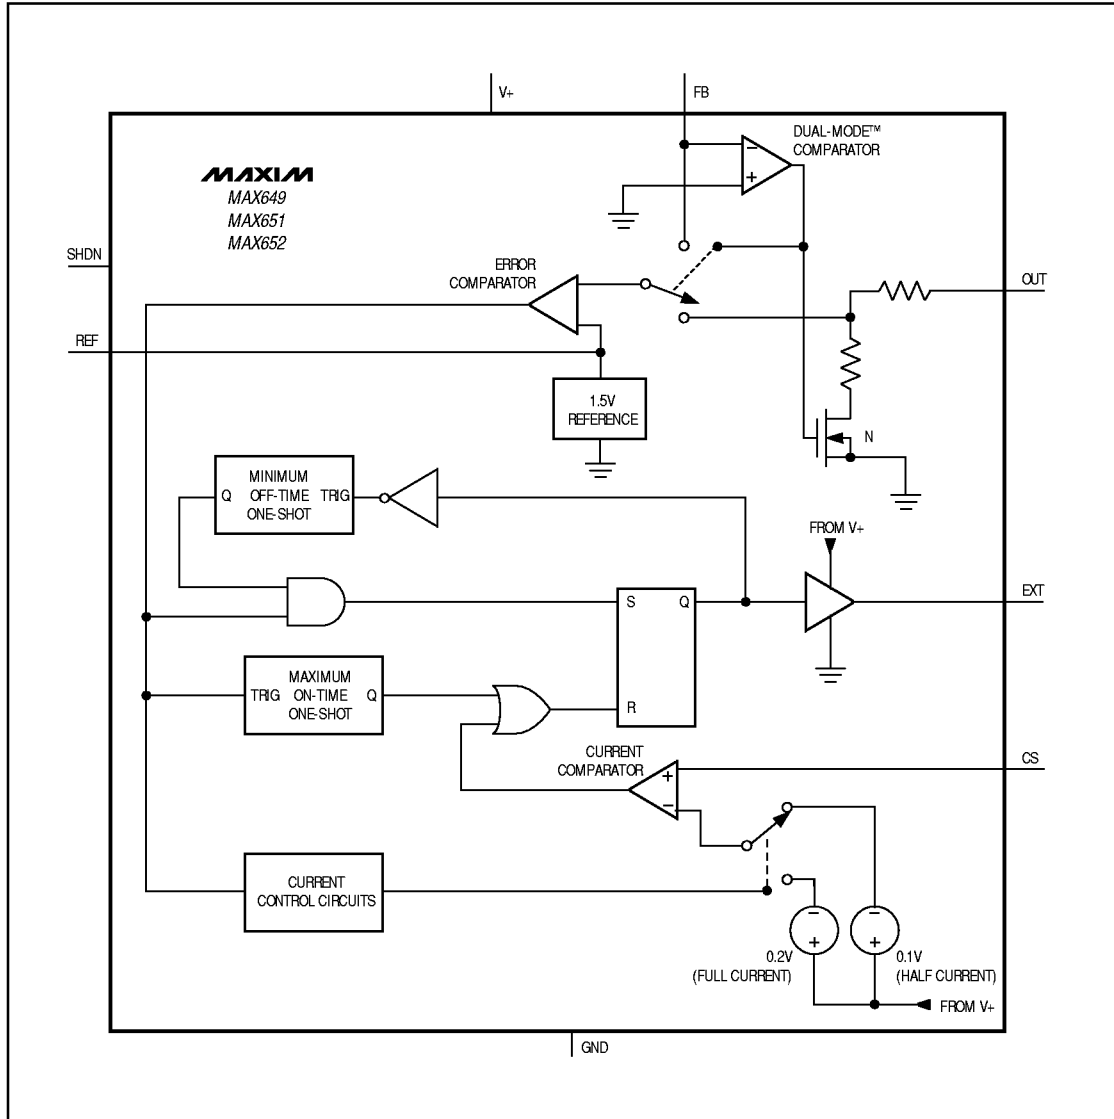 V+
FB
DUAL-MODE™
COMPARATOR
−
+
MAXIM
MAX649
MAX651
MAX652
SHDN
ERROR
COMPARATOR
OUT
REF
1.5V
REFERENCE
N
MINIMUM
Q OFF-TIME TRIG
ONE-SHOT
FROM V+
S Q
EXT
MAXIMUM
TRIG ON-TIME Q
ONE-SHOT
R
CURRENT
COMPARATOR
CS
+
−
CURRENT
CONTROL CIRCUITS
− −
+ +
0.2V
(FULL CURRENT)
0.1V
(HALF CURRENT)
FROM V+
GND